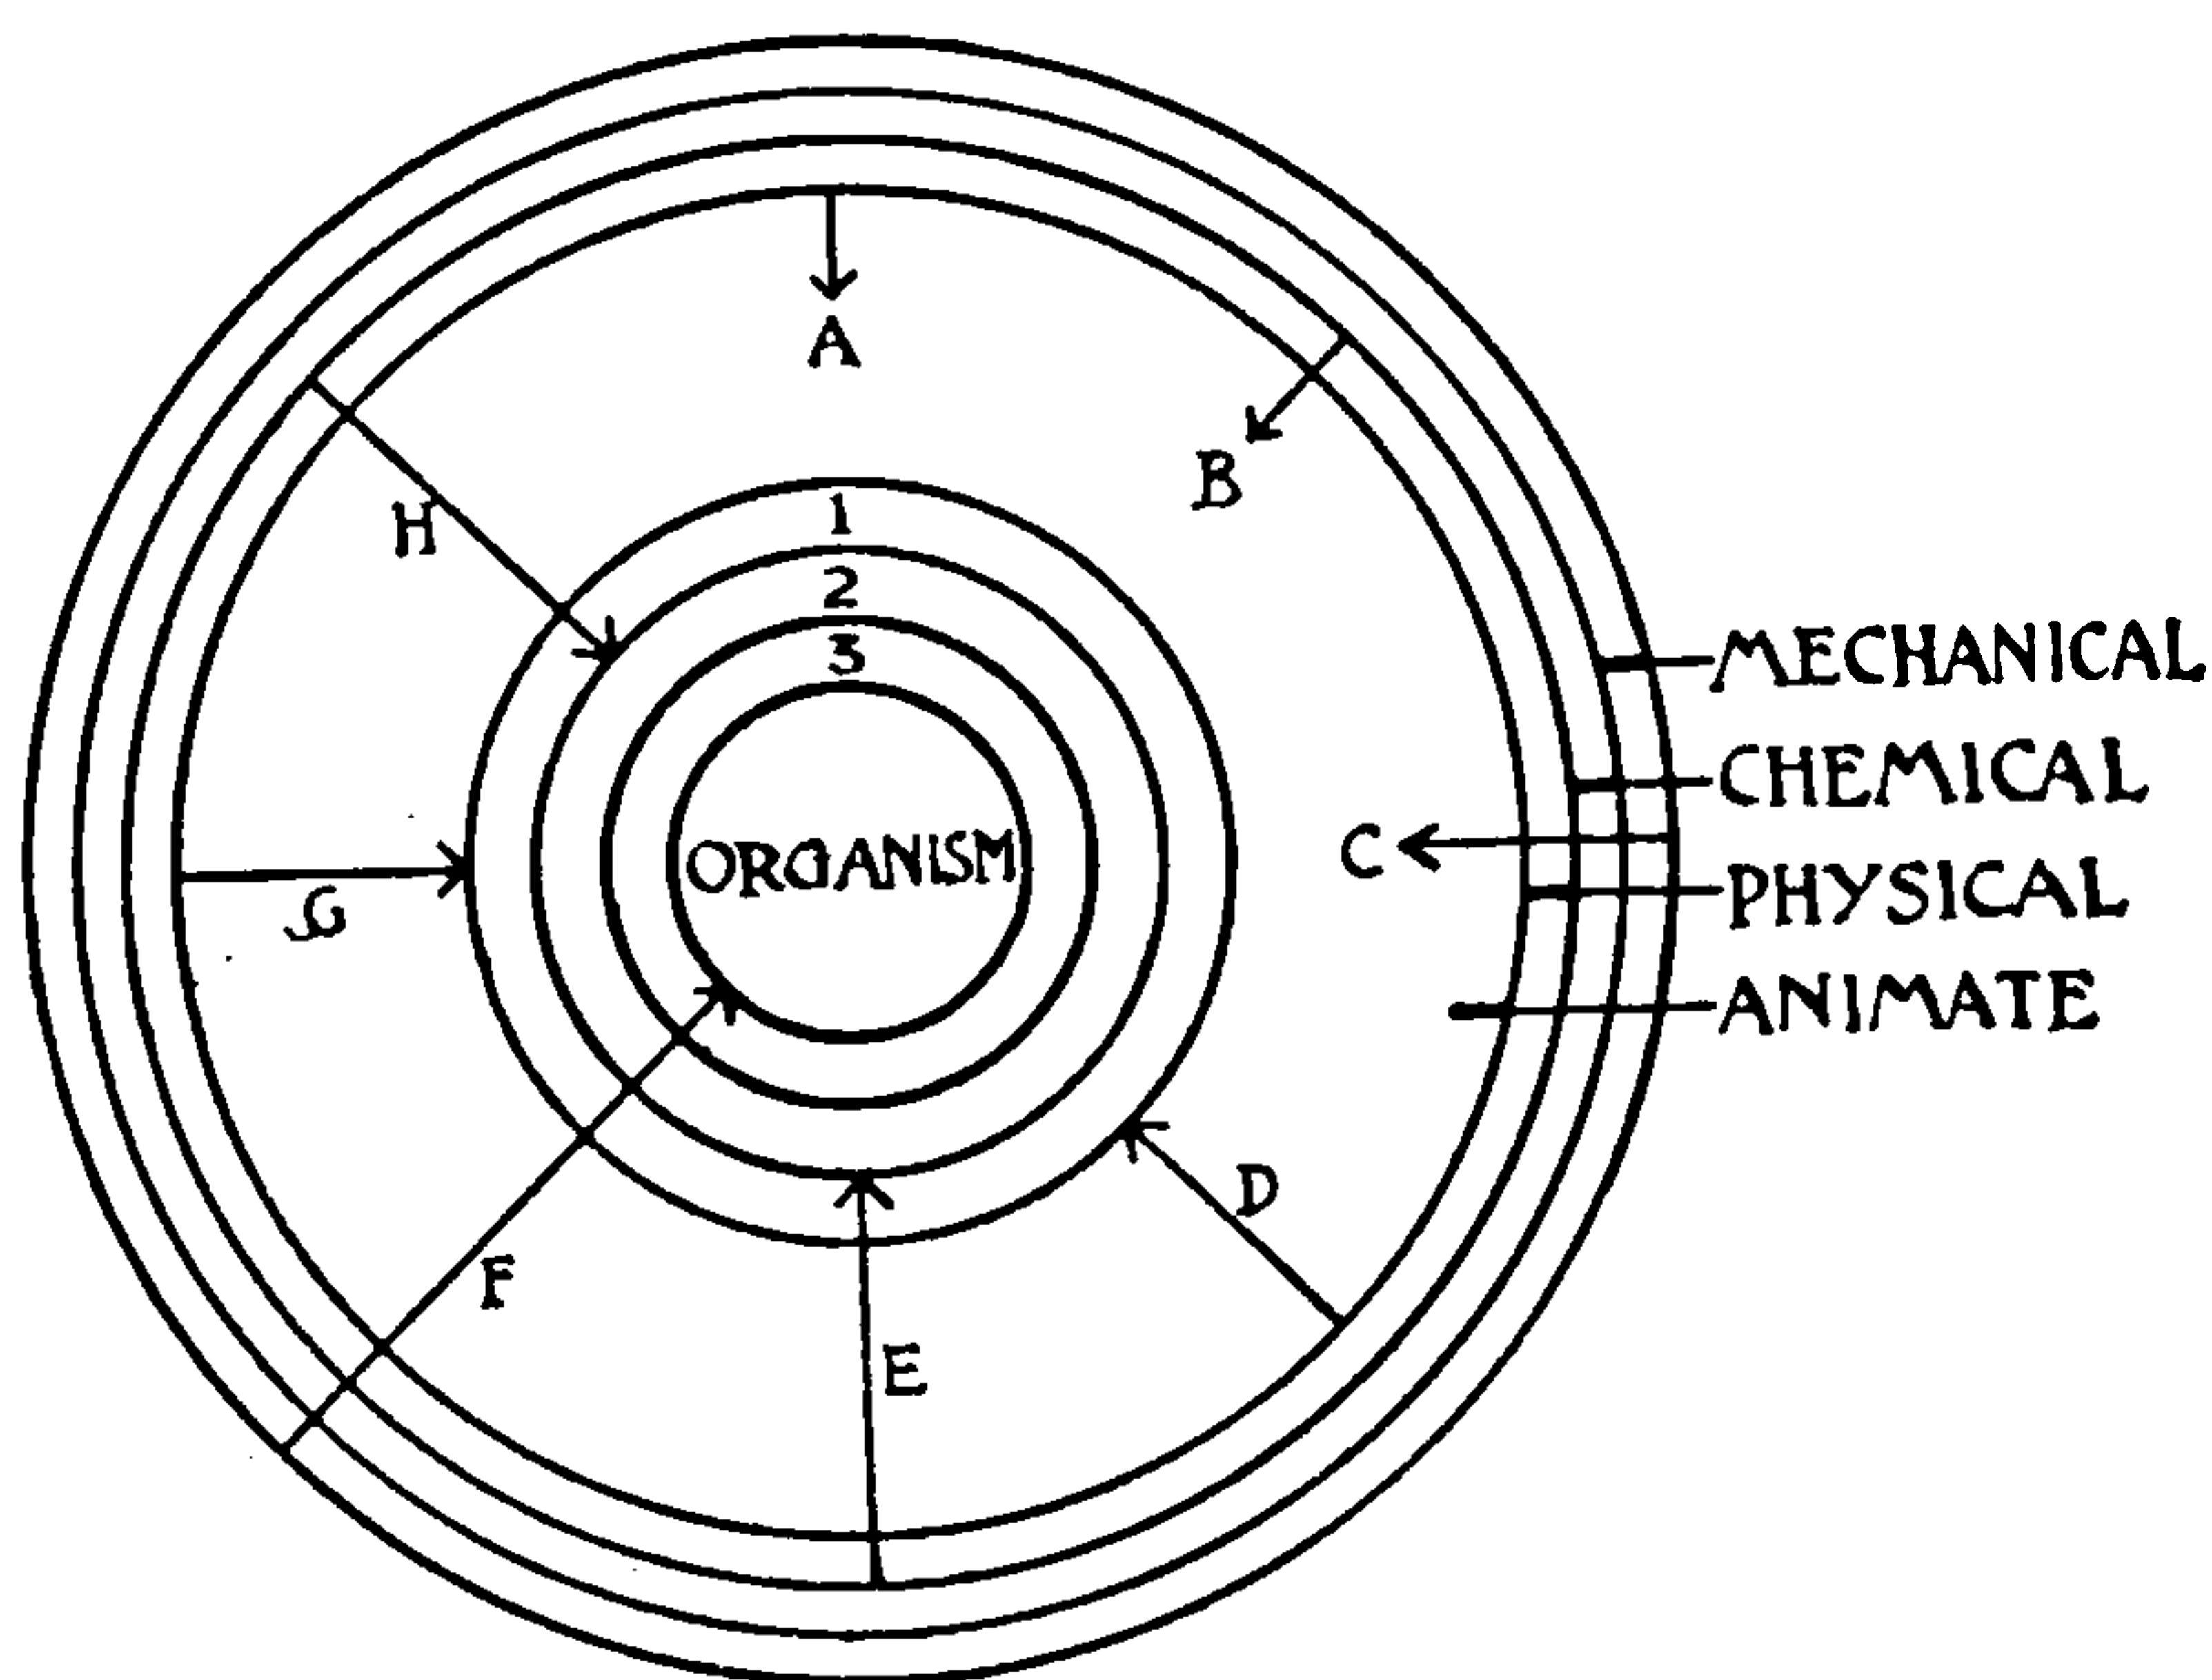 A
B
H
1
2
3
MECHANICAL
CHEMICAL
ORGANISM
C
PHYSICAL
G
ANIMATE
D
F
E